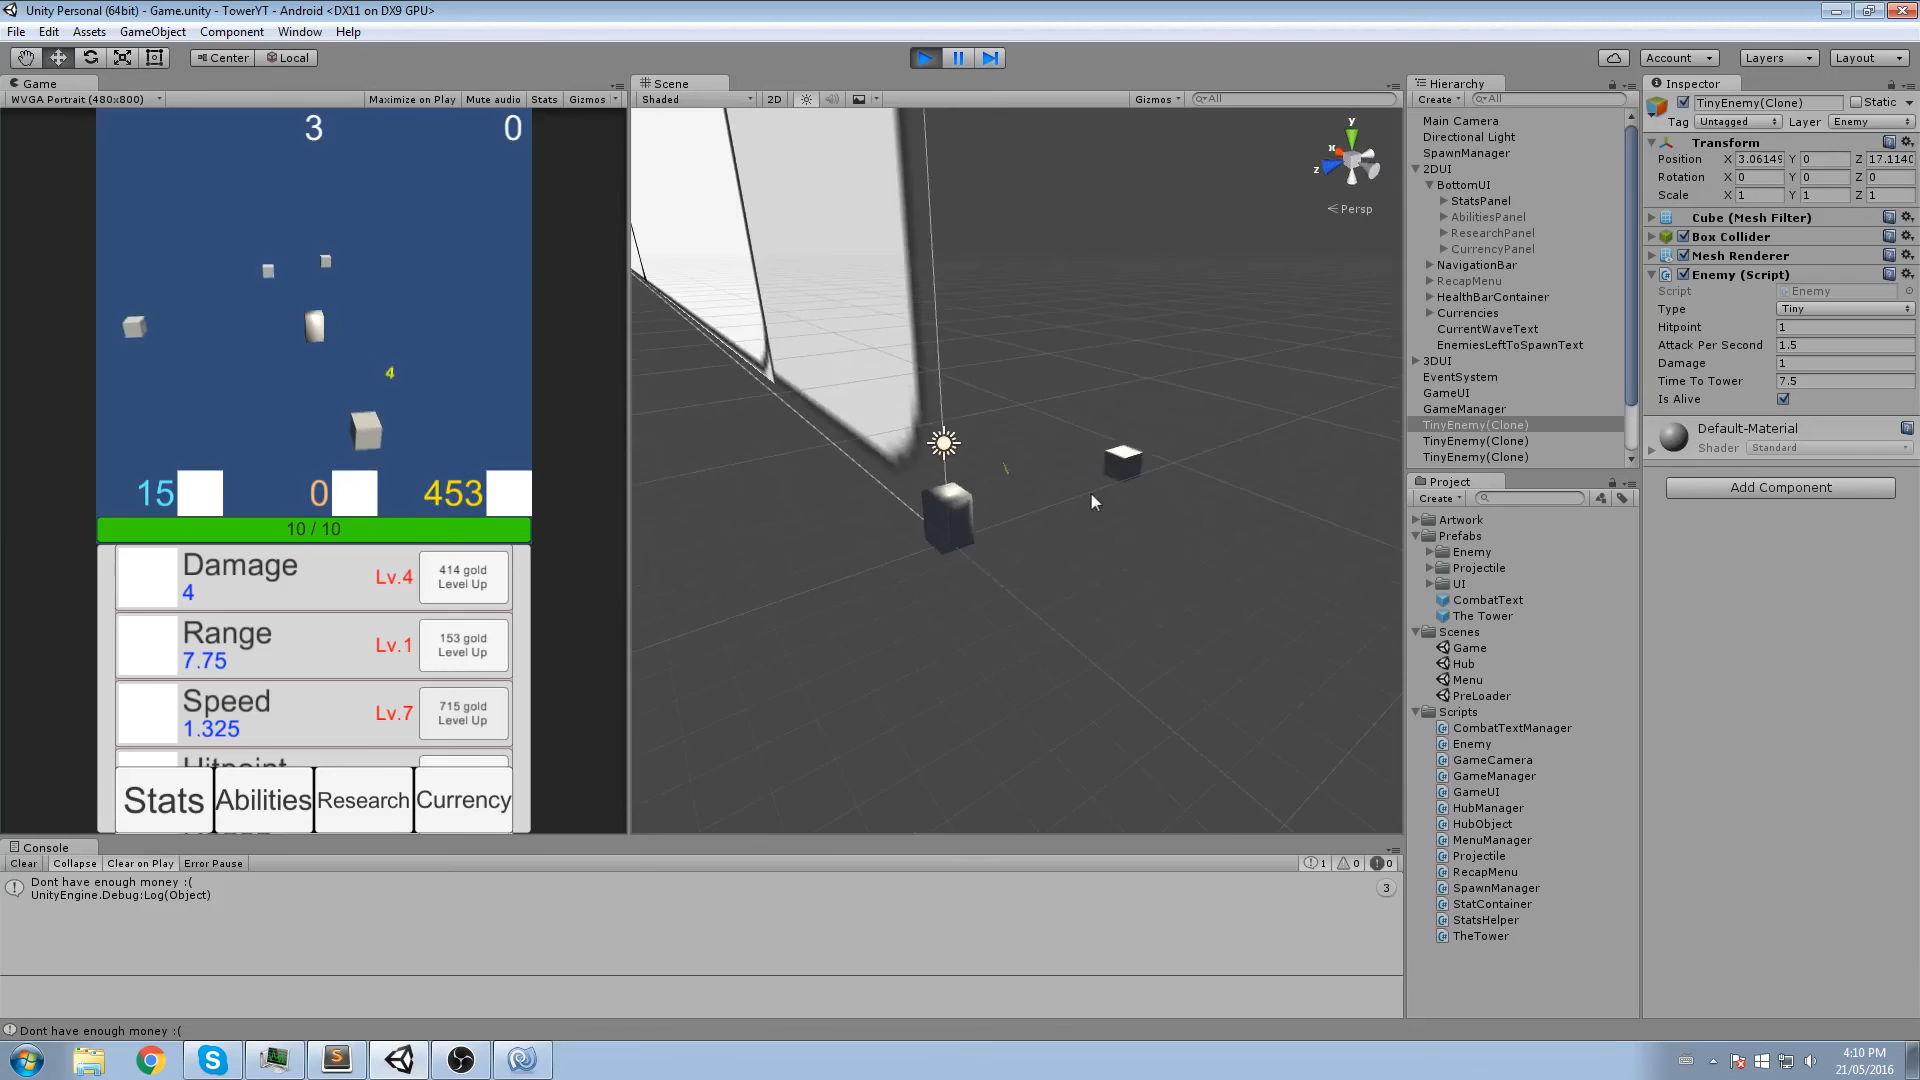 Unity Personal (64bit) - Game.unity - TowerYT - Android <DX11 on DX9 GPU>
File Edit Assets GameObject Component Window Help
Center Local Account Layers Layout
Game
WVGA Portrait (480x800) Maximize on Play Mute audio Stats Gizmos
3 0
4
15 0 453
10 / 10
Damage
4
Lv.4
414 gold
Level Up
Range
7.75
Lv.1
153 gold
Level Up
Speed
1.325
Lv.7
715 gold
Level Up
Hitpoint
Stats Abilities Research Currency
Scene
Shaded 2D Gizmos All
y
x
z
Persp
Hierarchy
Create All
Main Camera
Directional Light
SpawnManager
2DUI
BottomUI
StatsPanel
AbilitiesPanel
ResearchPanel
CurrencyPanel
NavigationBar
RecapMenu
HealthBarContainer
Currencies
CurrentWaveText
EnemiesLeftToSpawnText
3DUI
EventSystem
GameUI
GameManager
TinyEnemy(Clone)
TinyEnemy(Clone)
TinyEnemy(Clone)
Project
Create
Artwork
Prefabs
Enemy
Projectile
UI
CombatText
The Tower
Scenes
Game
Hub
Menu
PreLoader
Scripts
CombatTextManager
Enemy
GameCamera
GameManager
GameUI
HubManager
HubObject
MenuManager
Projectile
RecapMenu
SpawnManager
StatContainer
StatsHelper
TheTower
Inspector
TinyEnemy(Clone) Static
Tag Untagged Layer Enemy
Transform
Position X 3.06149 Y 0 Z 17.1140
Rotation X 0 Y 0 Z 0
Scale X 1 Y 1 Z 1
Cube (Mesh Filter)
Box Collider
Mesh Renderer
Enemy (Script)
Script Enemy
Type Tiny
Hitpoint 1
Attack Per Second 1.5
Damage 1
Time To Tower 7.5
Is Alive
Default-Material
Shader Standard
Add Component
Console
Clear Collapse Clear on Play Error Pause 1 0 0
Dont have enough money :(
UnityEngine.Debug:Log(Object)
3
Dont have enough money :(
4:10 PM
21/05/2016